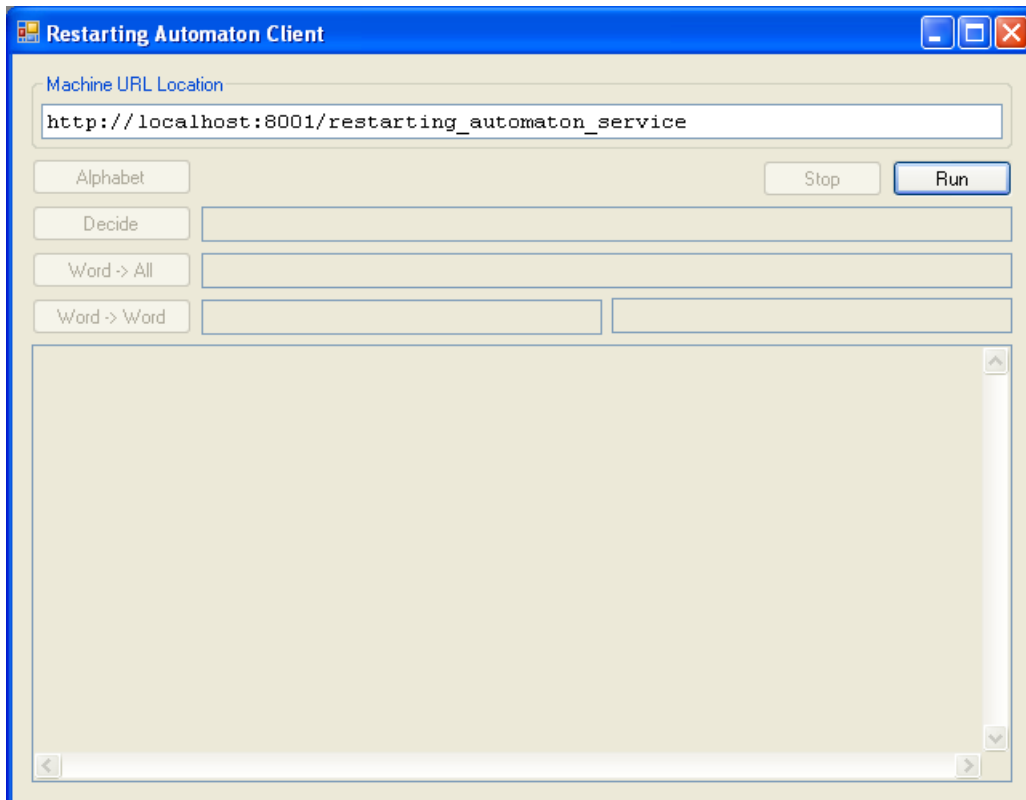 Restarting Automaton Client
Machine URL Location
http://localhost:8001/restarting_automaton_service
Alphabet Stop Run
Decide
Word -> All
Word -> Word